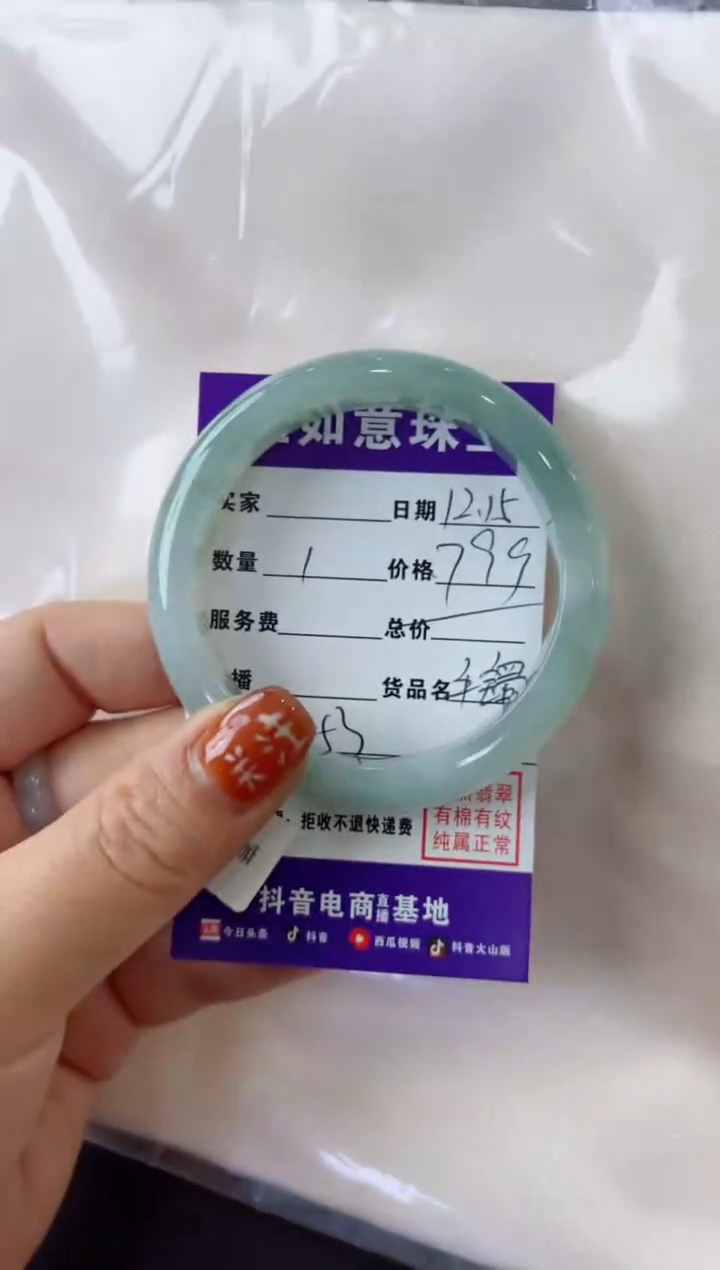 如意珠
家 日期 12.15
数量 1 价格 799
服务费 总价
播 货品名 手镯
53
翡翠
拒收不退快递费 有棉有纹
纯属正常
抖音电商直播基地
今日头条 抖音 西瓜视频 抖音火山版